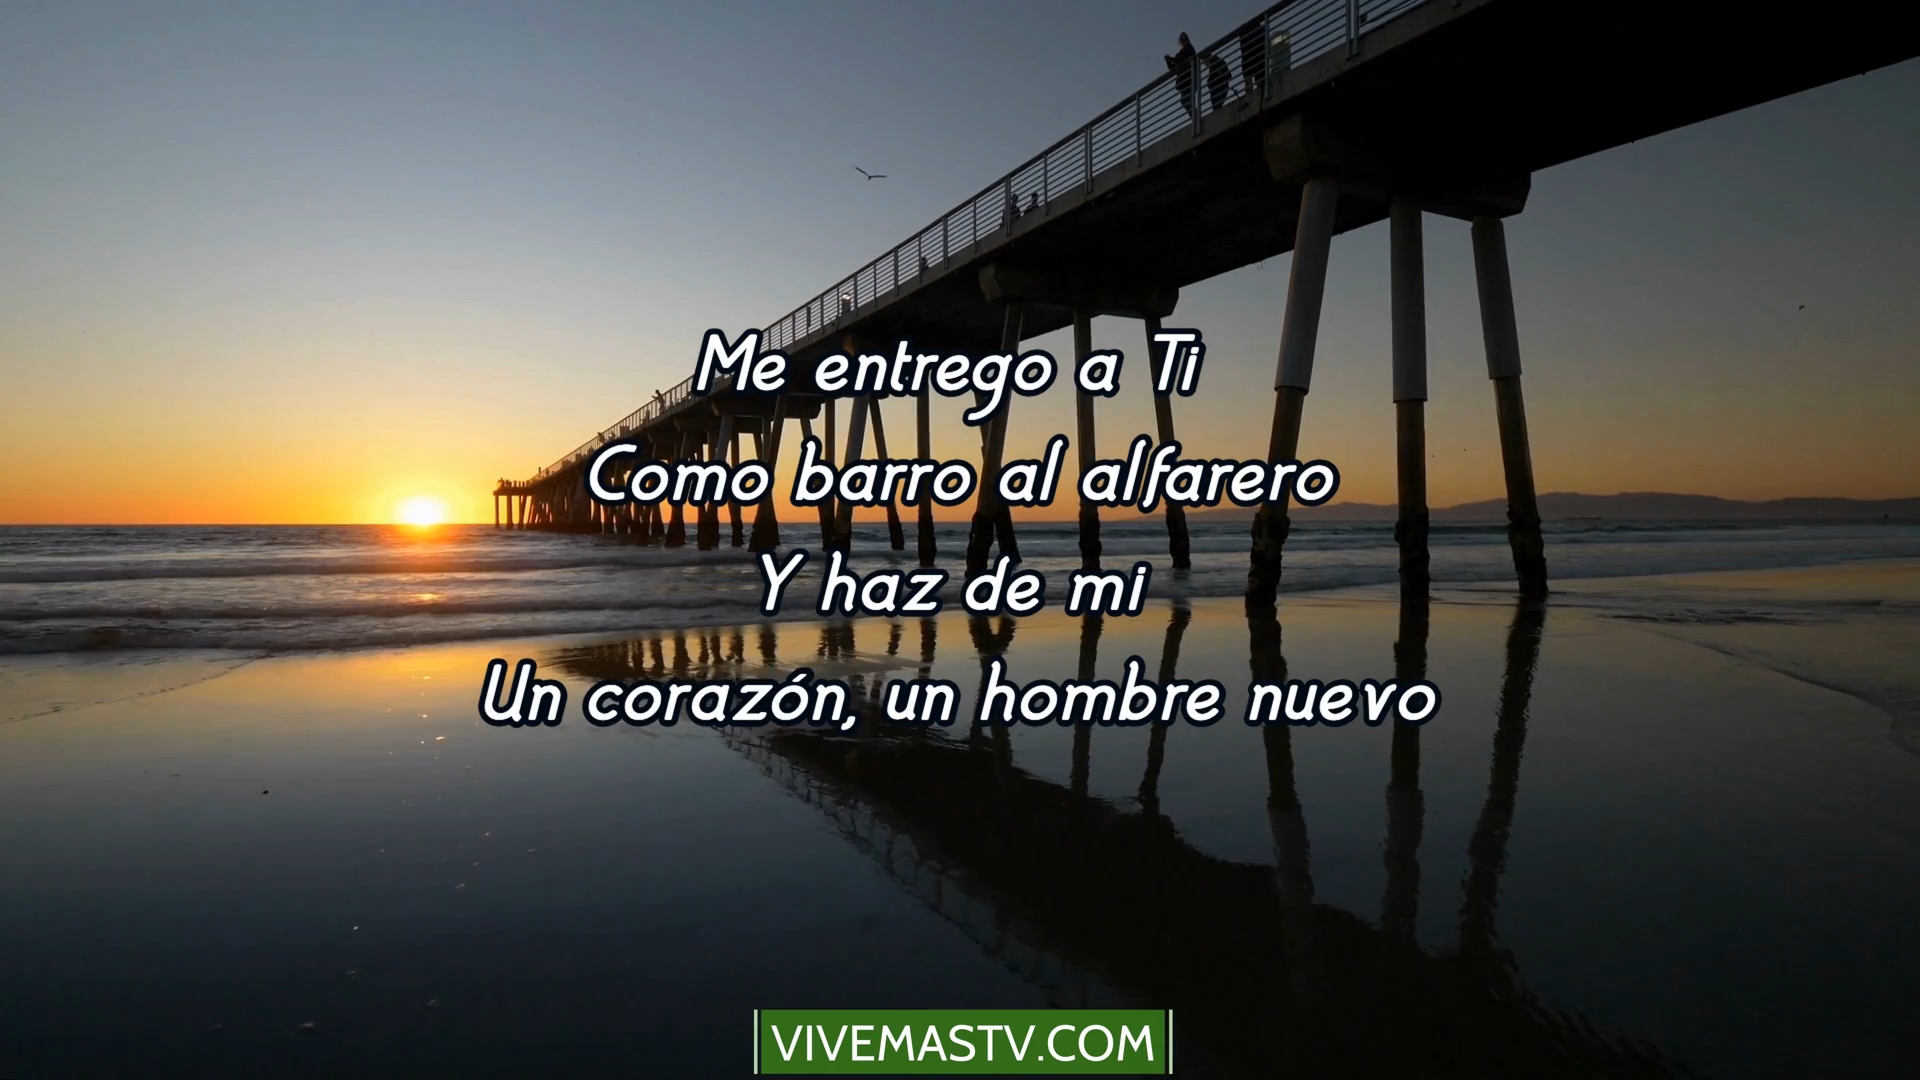 Me entrego a Ti
Como barro al alfarero
Y haz de mi
Un corazón, un hombre nuevo
VIVEMASTV.COM